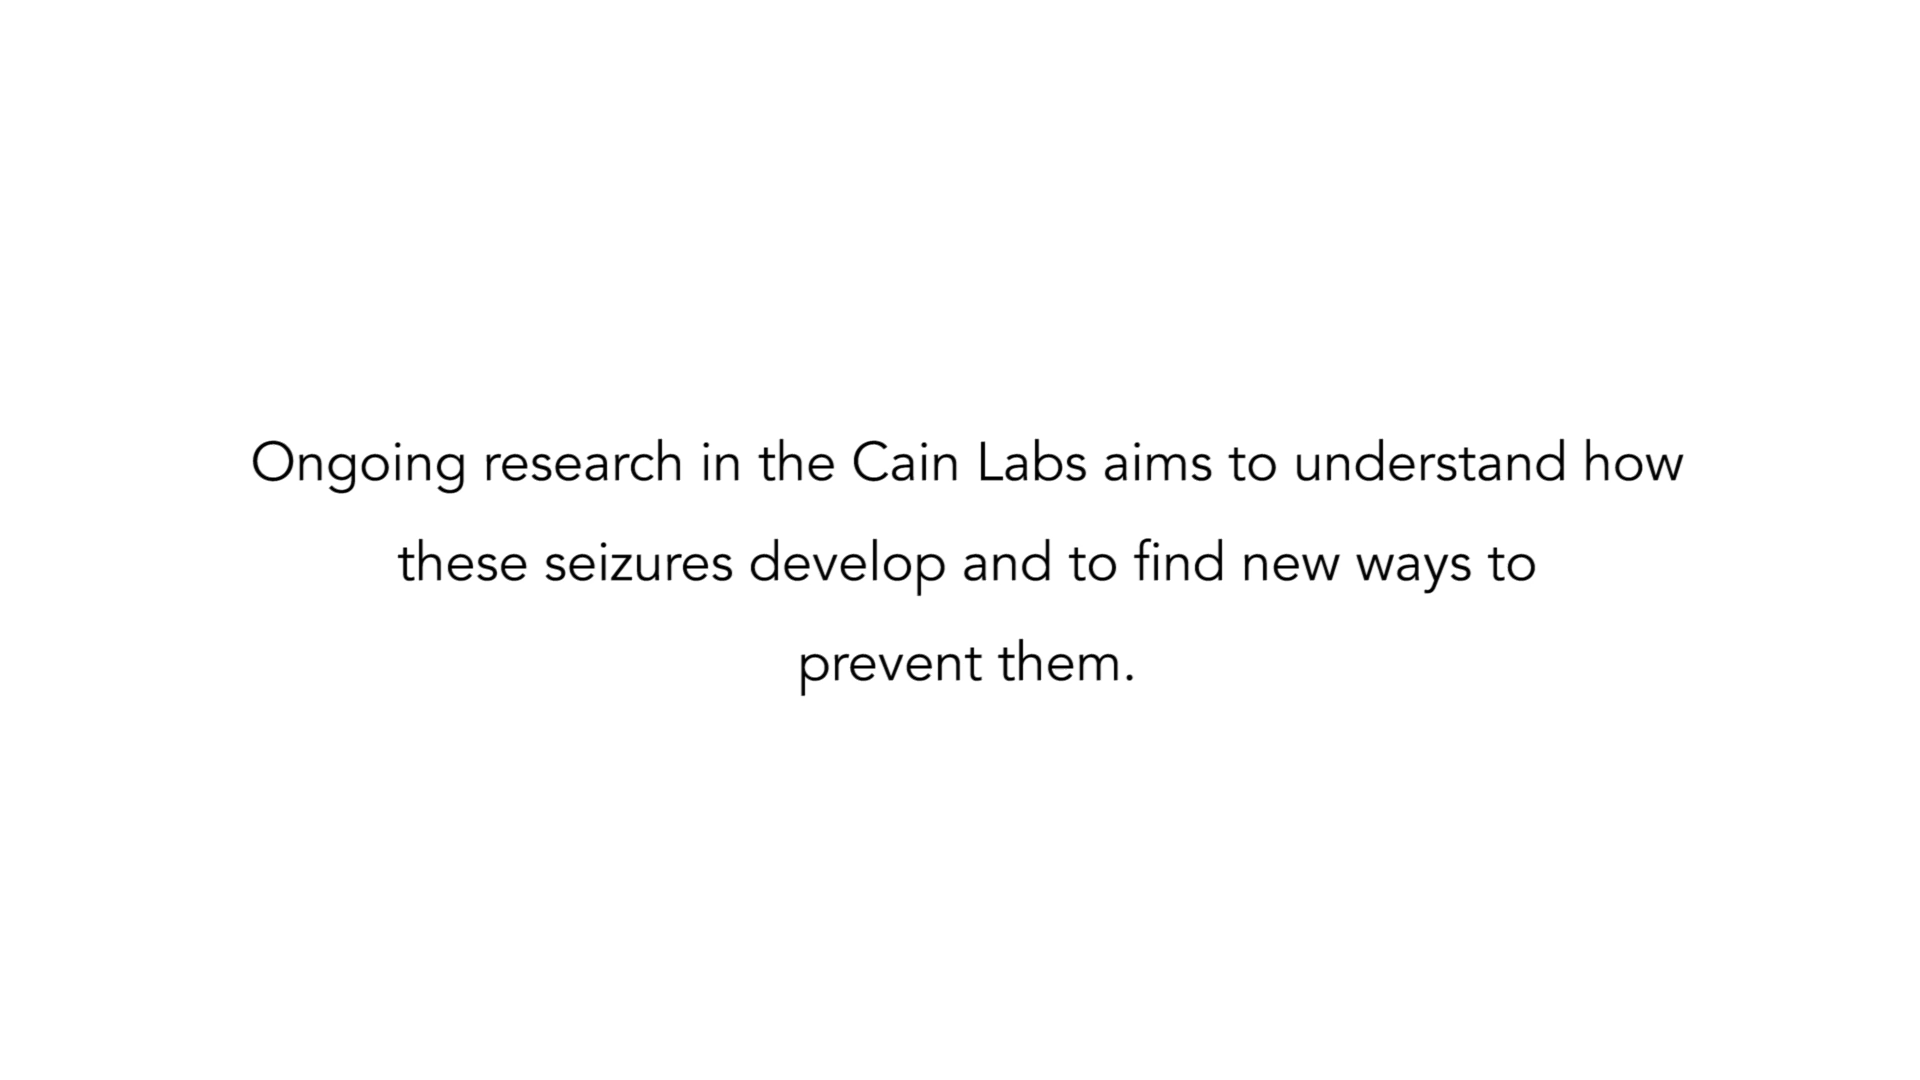 Ongoing research in the Cain Labs aims to understand how
these seizures develop and to find new ways to
prevent them.